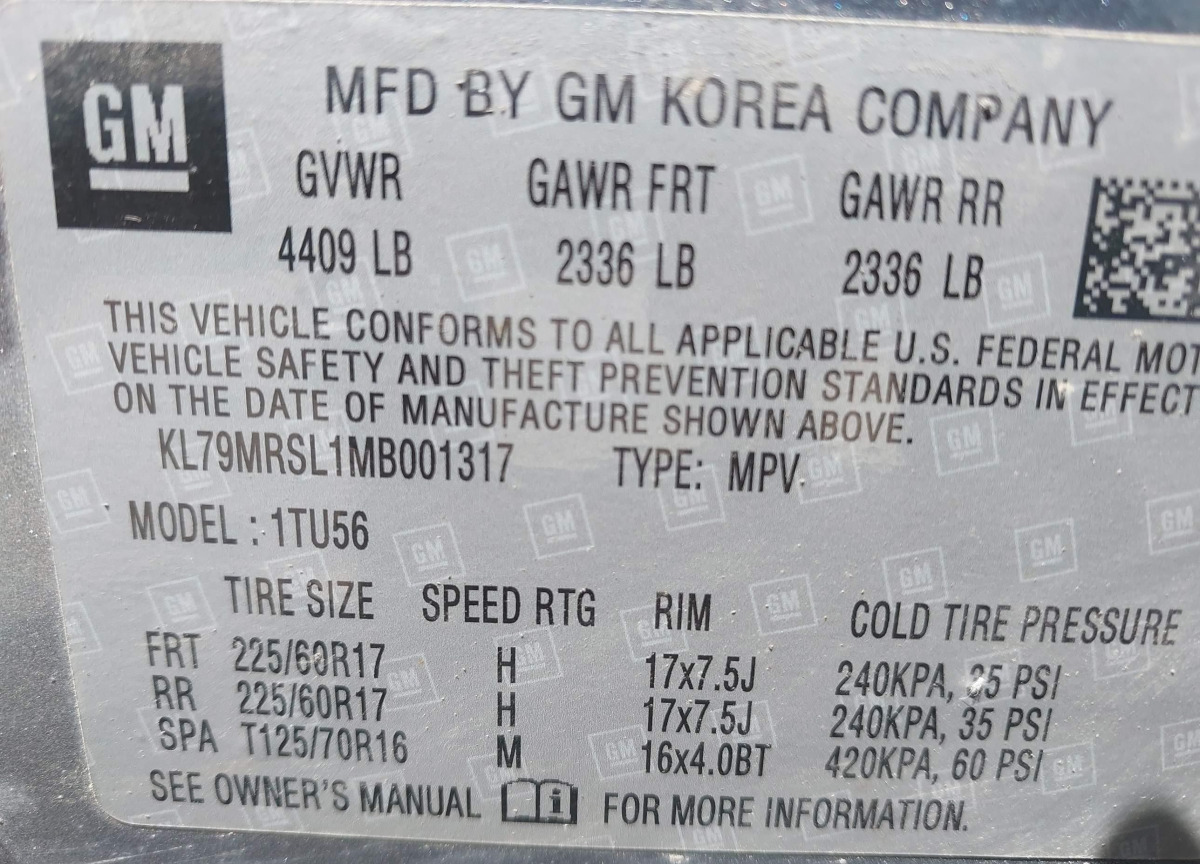 GM
MFD BY GM KOREA COMPANY
GVWR GAWR FRT GAWR RR
4409 LB 2336 LB 2336 LB
THIS VEHICLE CONFORMS TO ALL APPLICABLE U.S. FEDERAL MOT
VEHICLE SAFETY AND THEFT PREVENTION STANDARDS IN EFFECT
ON THE DATE OF MANUFACTURE SHOWN ABOVE.
KL79MRSL1MB001317 TYPE: MPV
MODEL : 1TU56
TIRE SIZE SPEED RTG RIM COLD TIRE PRESSURE
FRT 225/60R17 H 17x7.5J 240KPA, 35 PSI
RR 225/60R17 H 17x7.5J 240KPA, 35 PSI
SPA T125/70R16 M 16x4.0BT 420KPA, 60 PSI
SEE OWNER'S MANUAL i FOR MORE INFORMATION.